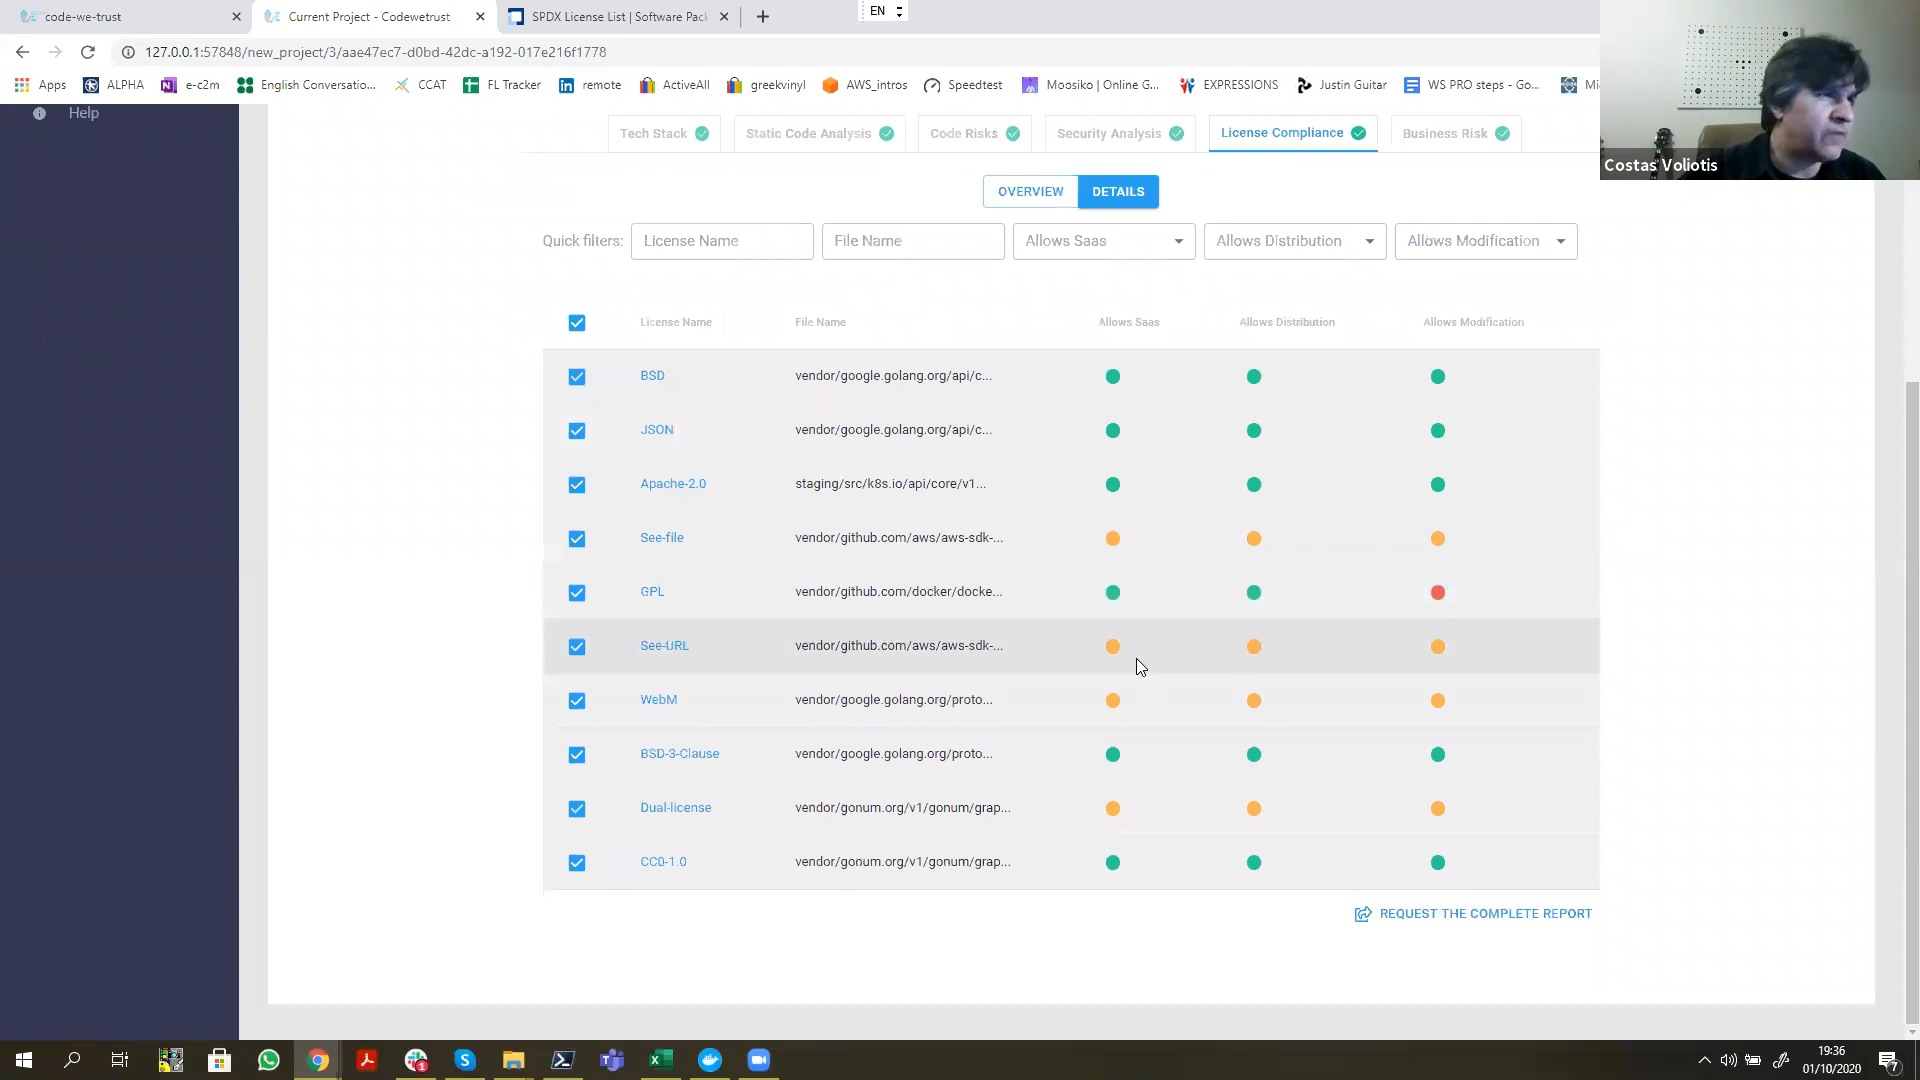 code-we-trust
Current Project - Codewetrust
SPDX License List | Software Pack
EN
127.0.0.1:57848/new_project/3/aae47ec7-d0bd-42dc-a192-017e216f1778
Apps
ALPHA
e-c2m
English Conversatio...
CCAT
FL Tracker
remote
ActiveAll
greekvinyl
AWS_intros
Speedtest
Moosiko | Online G...
EXPRESSIONS
Justin Guitar
WS PRO steps - Go...
Mi
Help
Tech Stack
Static Code Analysis
Code Risks
Security Analysis
License Compliance
Business Risk
Costas Voliotis
OVERVIEW
DETAILS
Quick filters:
License Name
File Name
Allows Saas
Allows Distribution
Allows Modification
License Name
File Name
Allows Saas
Allows Distribution
Allows Modification
BSD
vendor/google.golang.org/api/c...
JSON
vendor/google.golang.org/api/c...
Apache-2.0
staging/src/k8s.io/api/core/v1...
See-file
vendor/github.com/aws/aws-sdk-...
GPL
vendor/github.com/docker/docke...
See-URL
vendor/github.com/aws/aws-sdk-...
WebM
vendor/google.golang.org/proto...
BSD-3-Clause
vendor/google.golang.org/proto...
Dual-license
vendor/gonum.org/v1/gonum/grap...
CC0-1.0
vendor/gonum.org/v1/gonum/grap...
REQUEST THE COMPLETE REPORT
19:36
01/10/2020
7
1